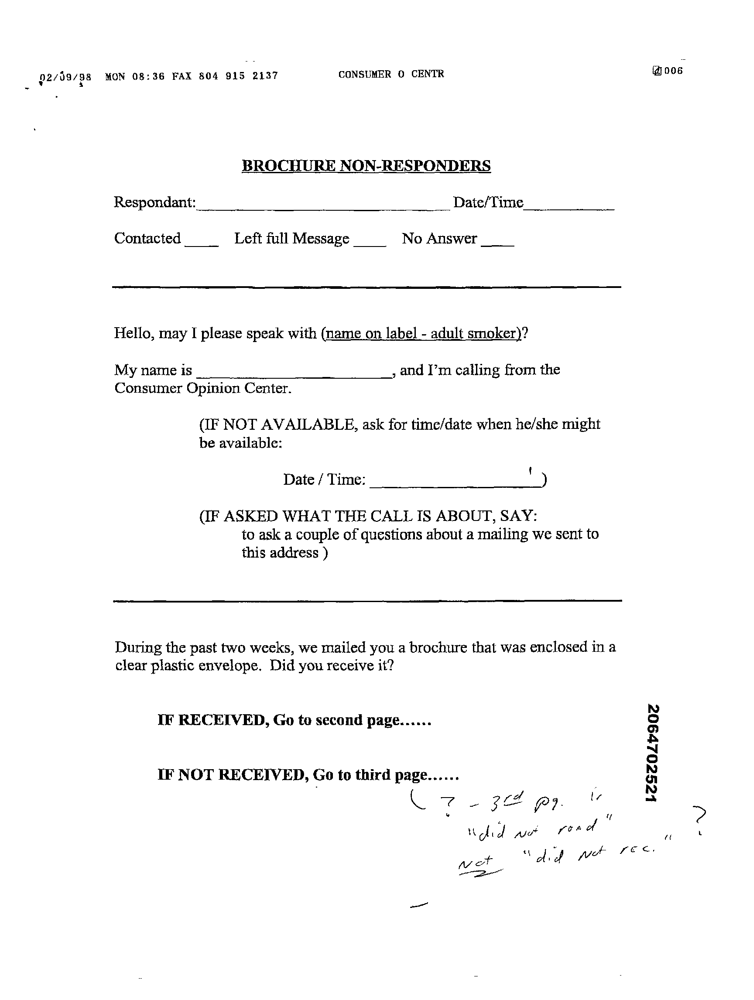 02/09/98 MON 08:36 FAX 804 915 2137 CONSUMER O CENTR 006
BROCHURE NON-RESPONDERS
Respondant:______ Date/Time______
Contacted ____ Left full Message ____ No Answer ____
Hello, may I please speak with (name on label - adult smoker)?
My name is ______, and I'm calling from the
Consumer Opinion Center.
(IF NOT AVAILABLE, ask for time/date when he/she might
be available:
Date / Time: ______)
(IF ASKED WHAT THE CALL IS ABOUT, SAY:
to ask a couple of questions about a mailing we sent to
this address )
During the past two weeks, we mailed you a brochure that was enclosed in a
clear plastic envelope. Did you receive it?
IF RECEIVED, Go to second page......
IF NOT RECEIVED, Go to third page......
2064702521
( ? - 3rd pg. is
"did not read"
Not "did not rec." ?